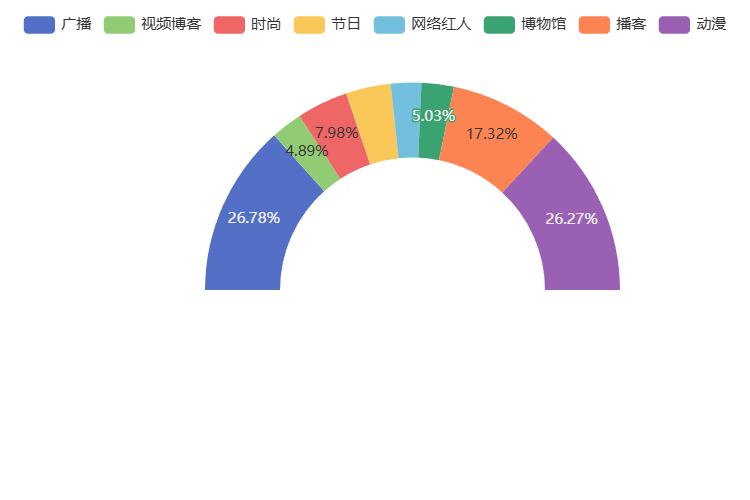 广播 视频博客 时尚 节日 网络红人 博物馆 播客 动漫
5.03%
7.98% 17.32%
4.89%
26.78% 26.27%